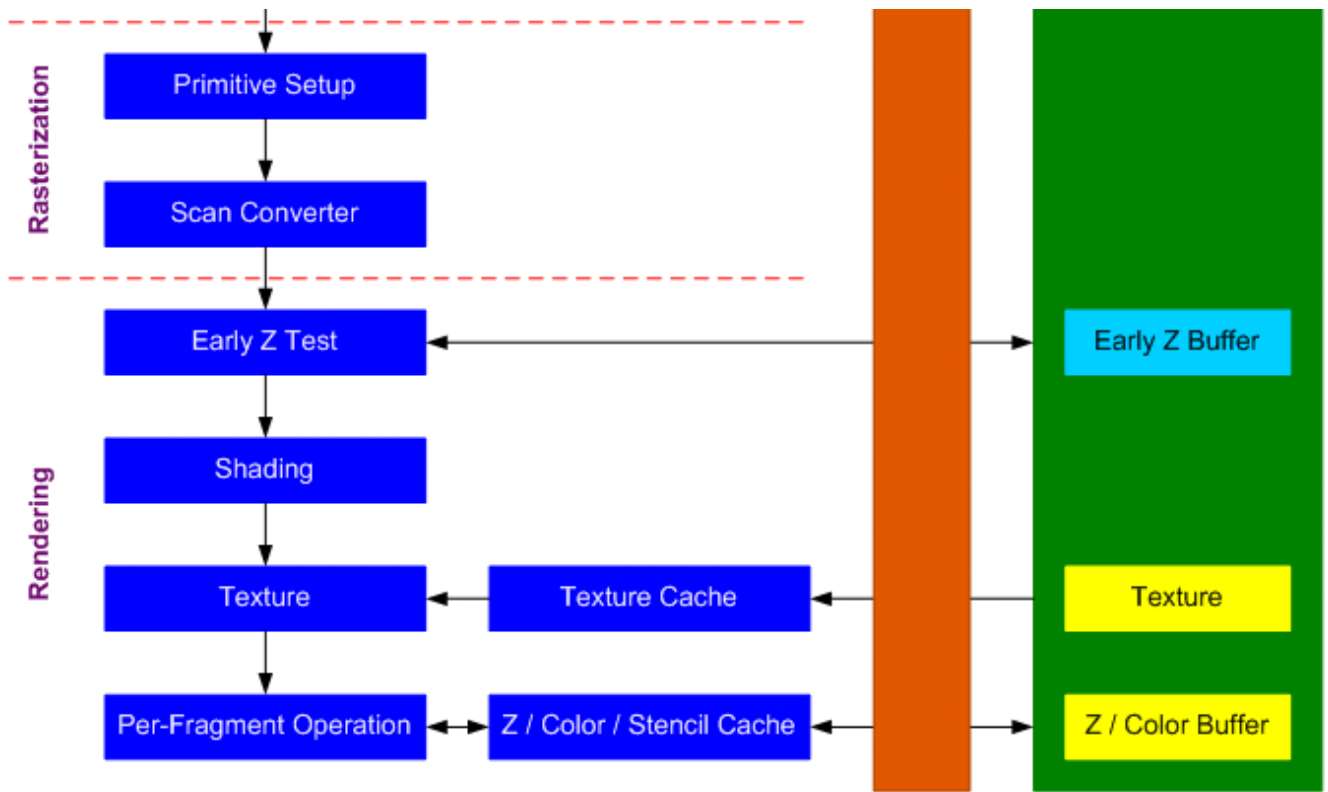 Rasterization
Primitive Setup
Scan Converter
Rendering
Early Z Test
Early Z Buffer
Shading
Texture
Texture Cache
Texture
Per-Fragment Operation
Z / Color / Stencil Cache
Z / Color Buffer